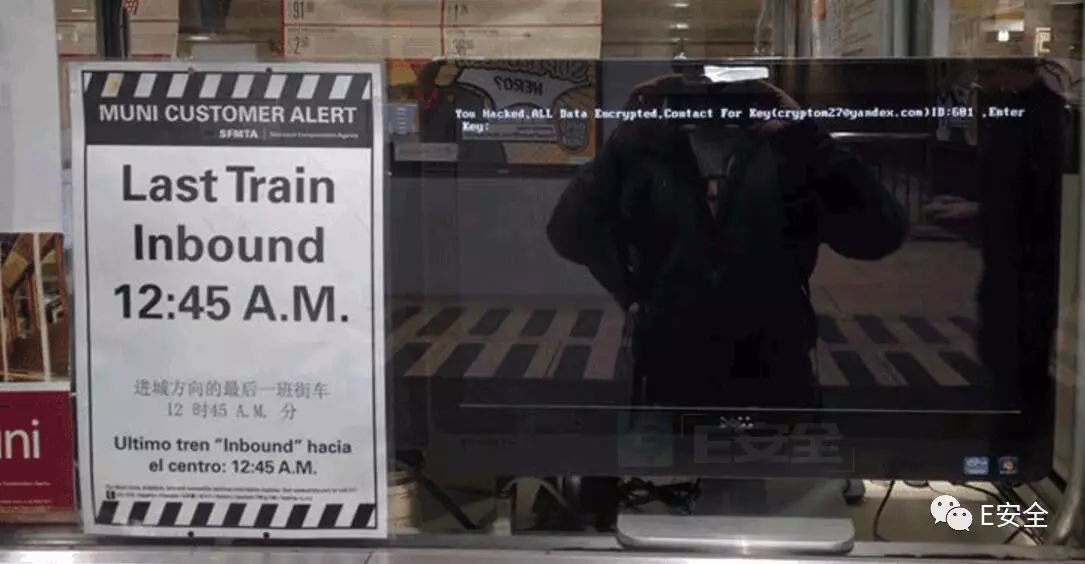 MUNI CUSTOMER ALERT
SFMTA
Last Train
Inbound
12:45 A.M.
进城方向的最后一班街车
12 时45 A.M. 分
Ultimo tren “Inbound” hacia
el centro: 12:45 A.M.
uni
HERO?
You Hacked,ALL Data Encrypted,Contact For Key(cryptom27@yandex.com)ID:601 ,Enter
Key:
DELL
E安全
E安全